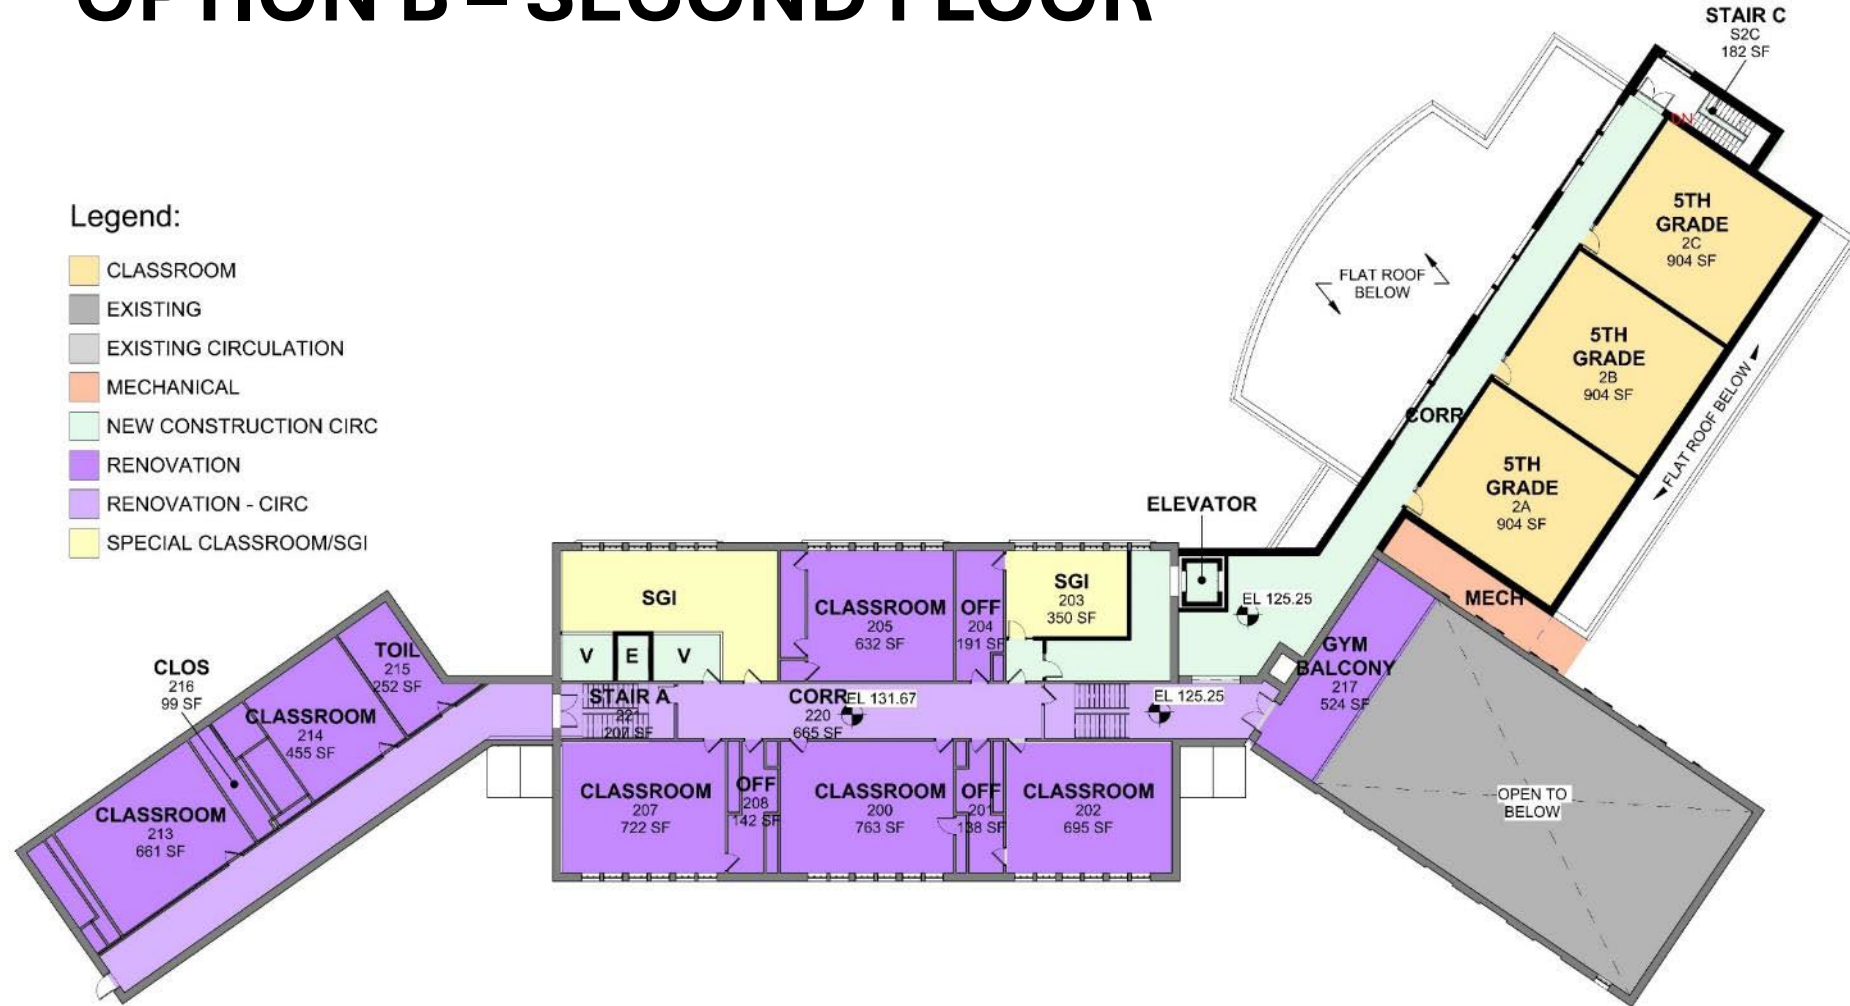 OPTION B – SECOND FLOOR
STAIR C
S2C
182 SF
Legend:
CLASSROOM
EXISTING
EXISTING CIRCULATION
MECHANICAL
NEW CONSTRUCTION CIRC
RENOVATION
RENOVATION - CIRC
SPECIAL CLASSROOM/SGI
DN
5TH
GRADE
2C
904 SF
FLAT ROOF
BELOW
5TH
GRADE
2B
904 SF
FLAT ROOF BELOW
CORR
5TH
GRADE
2A
904 SF
ELEVATOR
EL 125.25
MECH
GYM
BALCONY
217
524 SF
OPEN TO
BELOW
SGI
V
E
V
CLASSROOM
205
632 SF
OFF
204
191 SF
SGI
203
350 SF
TOIL
215
252 SF
CLOS
216
99 SF
CLASSROOM
214
455 SF
CLASSROOM
213
661 SF
STAIR A
221
207 SF
CORR
220
665 SF
EL 131.67
EL 125.25
CLASSROOM
207
722 SF
OFF
208
142 SF
CLASSROOM
200
763 SF
OFF
201
138 SF
CLASSROOM
202
695 SF